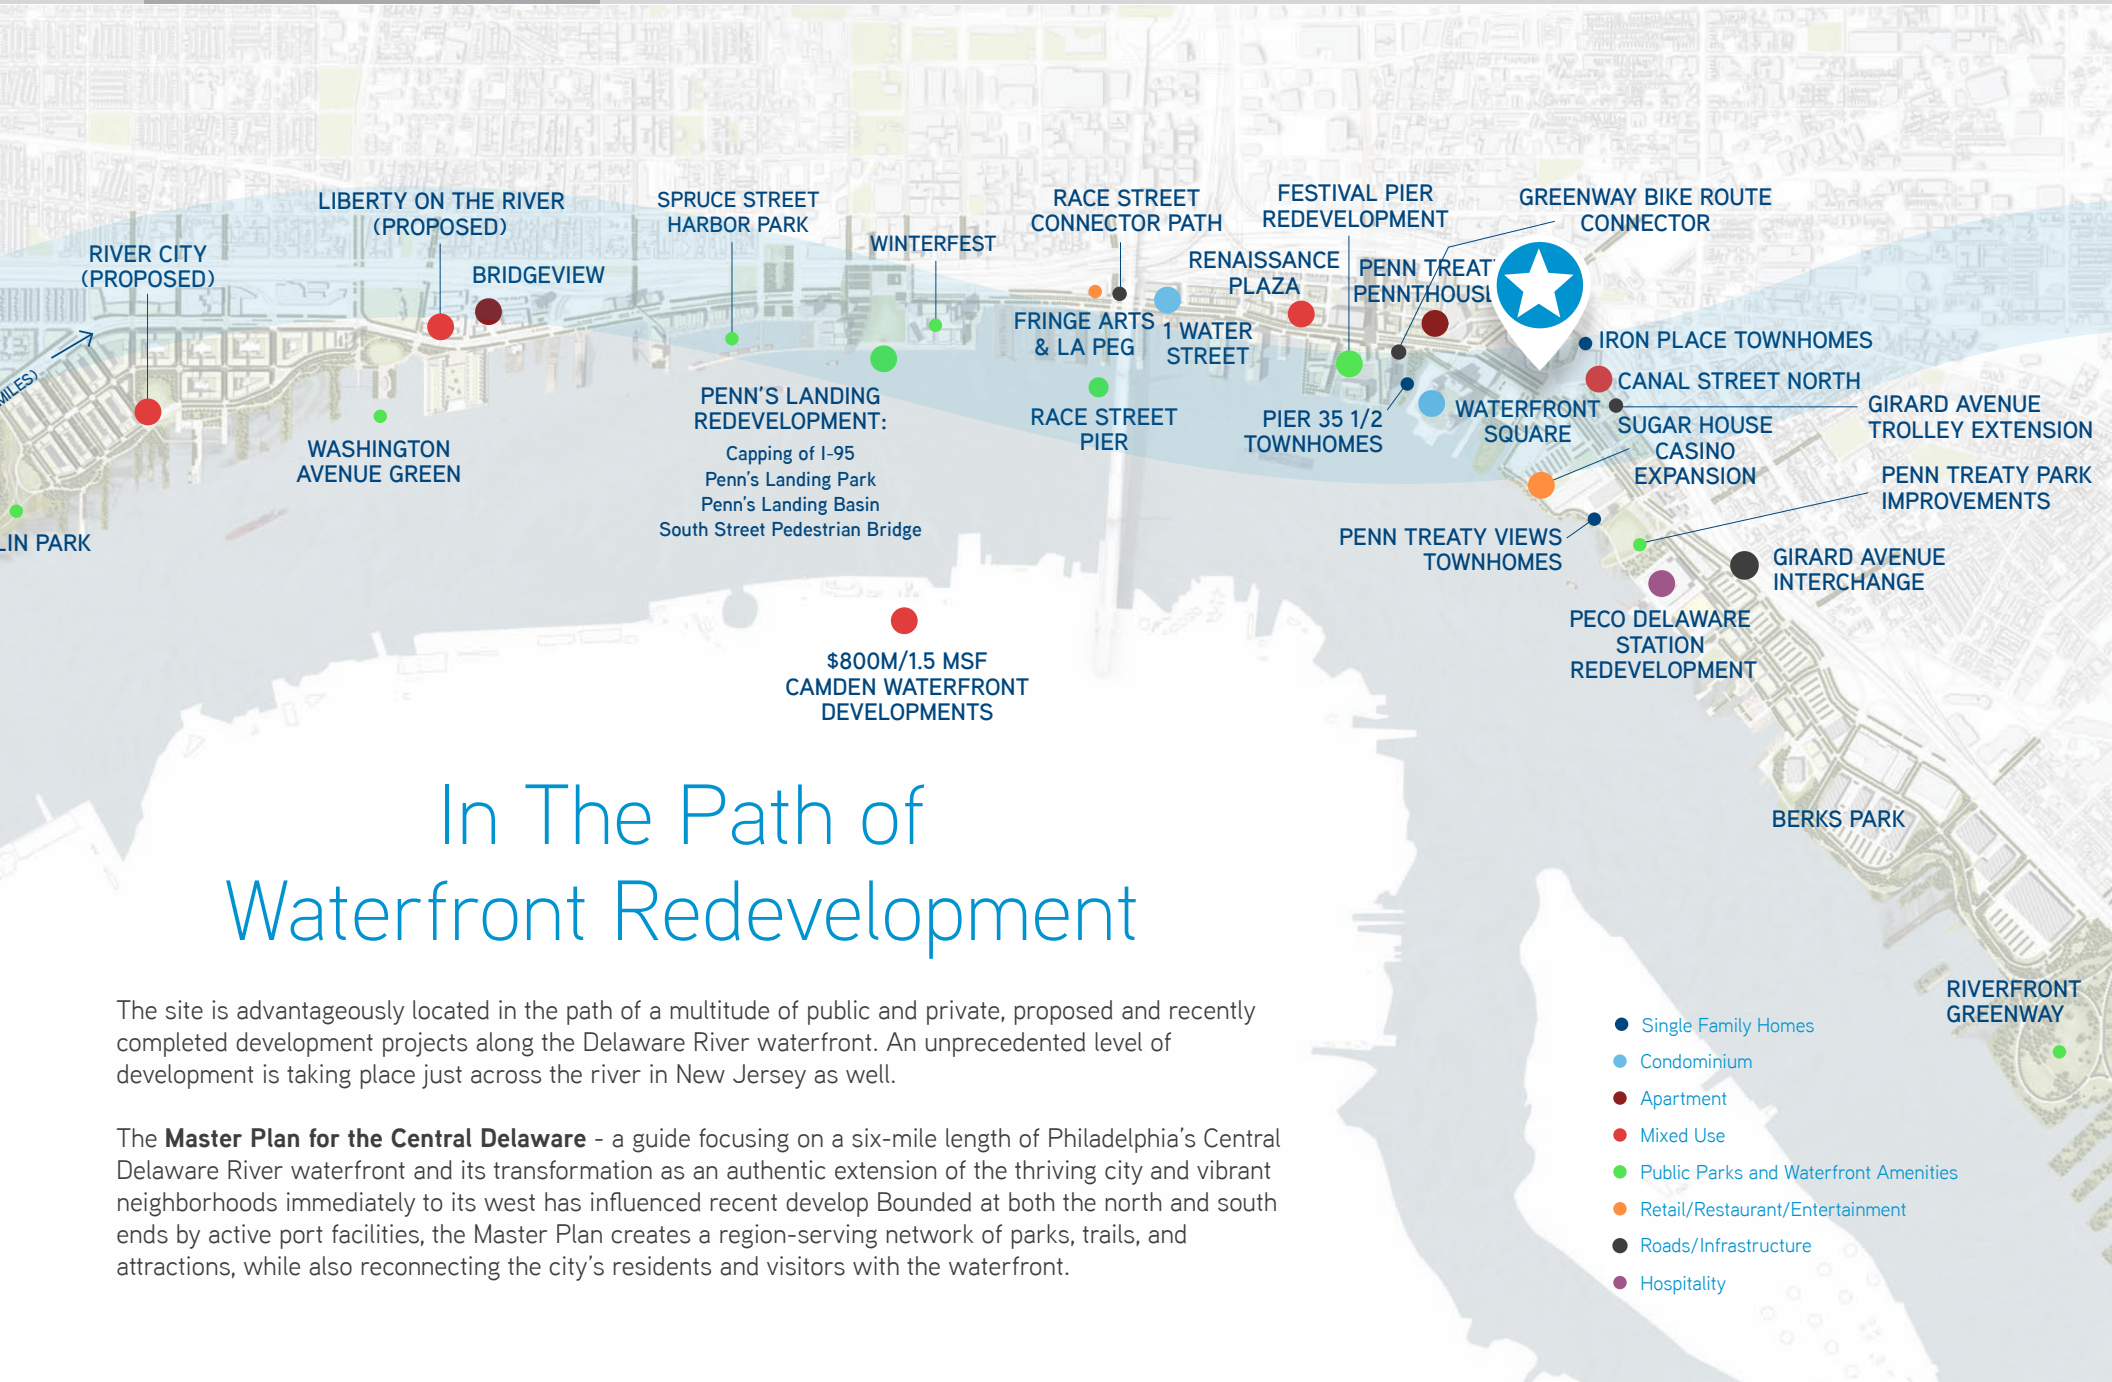 LIBERTY ON THE RIVER
(PROPOSED)
RIVER CITY
(PROPOSED)
BRIDGEVIEW
SPRUCE STREET
HARBOR PARK
WINTERFEST
RACE STREET
CONNECTOR PATH
FESTIVAL PIER
REDEVELOPMENT
GREENWAY BIKE ROUTE
CONNECTOR
RENAISSANCE
PLAZA
PENN TREAT
PENNTHOUS
FRINGE ARTS
& LA PEG
1 WATER
STREET
IRON PLACE TOWNHOMES
CANAL STREET NORTH
MILES)
WASHINGTON
AVENUE GREEN
PENN'S LANDING
REDEVELOPMENT:
Capping of I-95
Penn's Landing Park
Penn's Landing Basin
South Street Pedestrian Bridge
RACE STREET
PIER
PIER 35 1/2
TOWNHOMES
WATERFRONT
SQUARE
SUGAR HOUSE
CASINO
EXPANSION
GIRARD AVENUE
TROLLEY EXTENSION
PENN TREATY PARK
IMPROVEMENTS
LIN PARK
PENN TREATY VIEWS
TOWNHOMES
GIRARD AVENUE
INTERCHANGE
PECO DELAWARE
STATION
REDEVELOPMENT
$800M/1.5 MSF
CAMDEN WATERFRONT
DEVELOPMENTS
BERKS PARK
RIVERFRONT
GREENWAY
In The Path of
Waterfront Redevelopment
The site is advantageously located in the path of a multitude of public and private, proposed and recently
completed development projects along the Delaware River waterfront. An unprecedented level of
development is taking place just across the river in New Jersey as well.
The Master Plan for the Central Delaware - a guide focusing on a six-mile length of Philadelphia's Central
Delaware River waterfront and its transformation as an authentic extension of the thriving city and vibrant
neighborhoods immediately to its west has influenced recent develop Bounded at both the north and south
ends by active port facilities, the Master Plan creates a region-serving network of parks, trails, and
attractions, while also reconnecting the city's residents and visitors with the waterfront.
Single Family Homes
Condominium
Apartment
Mixed Use
Public Parks and Waterfront Amenities
Retail/Restaurant/Entertainment
Roads/Infrastructure
Hospitality